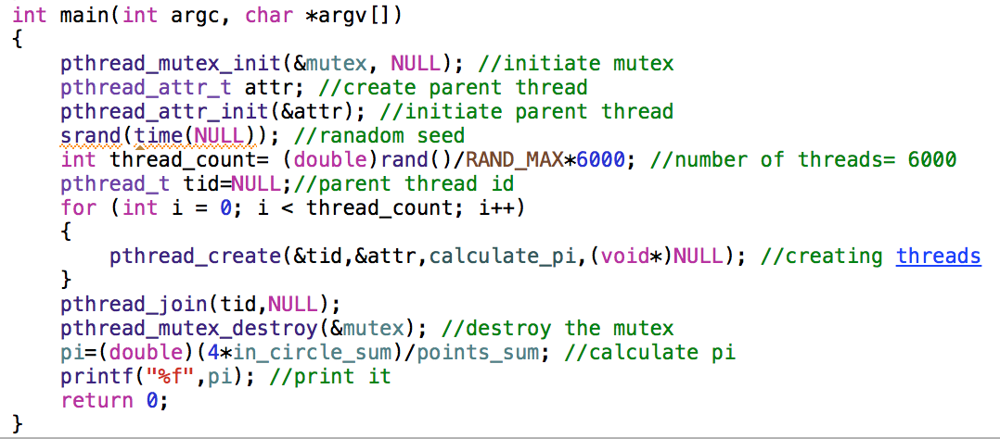 int main(int argc, char *argv[])
{
    pthread_mutex_init(&mutex, NULL); //initiate mutex
    pthread_attr_t attr; //create parent thread
    pthread_attr_init(&attr); //initiate parent thread
    srand(time(NULL)); //ranadom seed
    int thread_count= (double)rand()/RAND_MAX*6000; //number of threads= 6000
    pthread_t tid=NULL;//parent thread id
    for (int i = 0; i < thread_count; i++)
    {
        pthread_create(&tid,&attr,calculate_pi,(void*)NULL); //creating threads
    }
    pthread_join(tid,NULL);
    pthread_mutex_destroy(&mutex); //destroy the mutex
    pi=(double)(4*in_circle_sum)/points_sum; //calculate pi
    printf("%f",pi); //print it
    return 0;
}